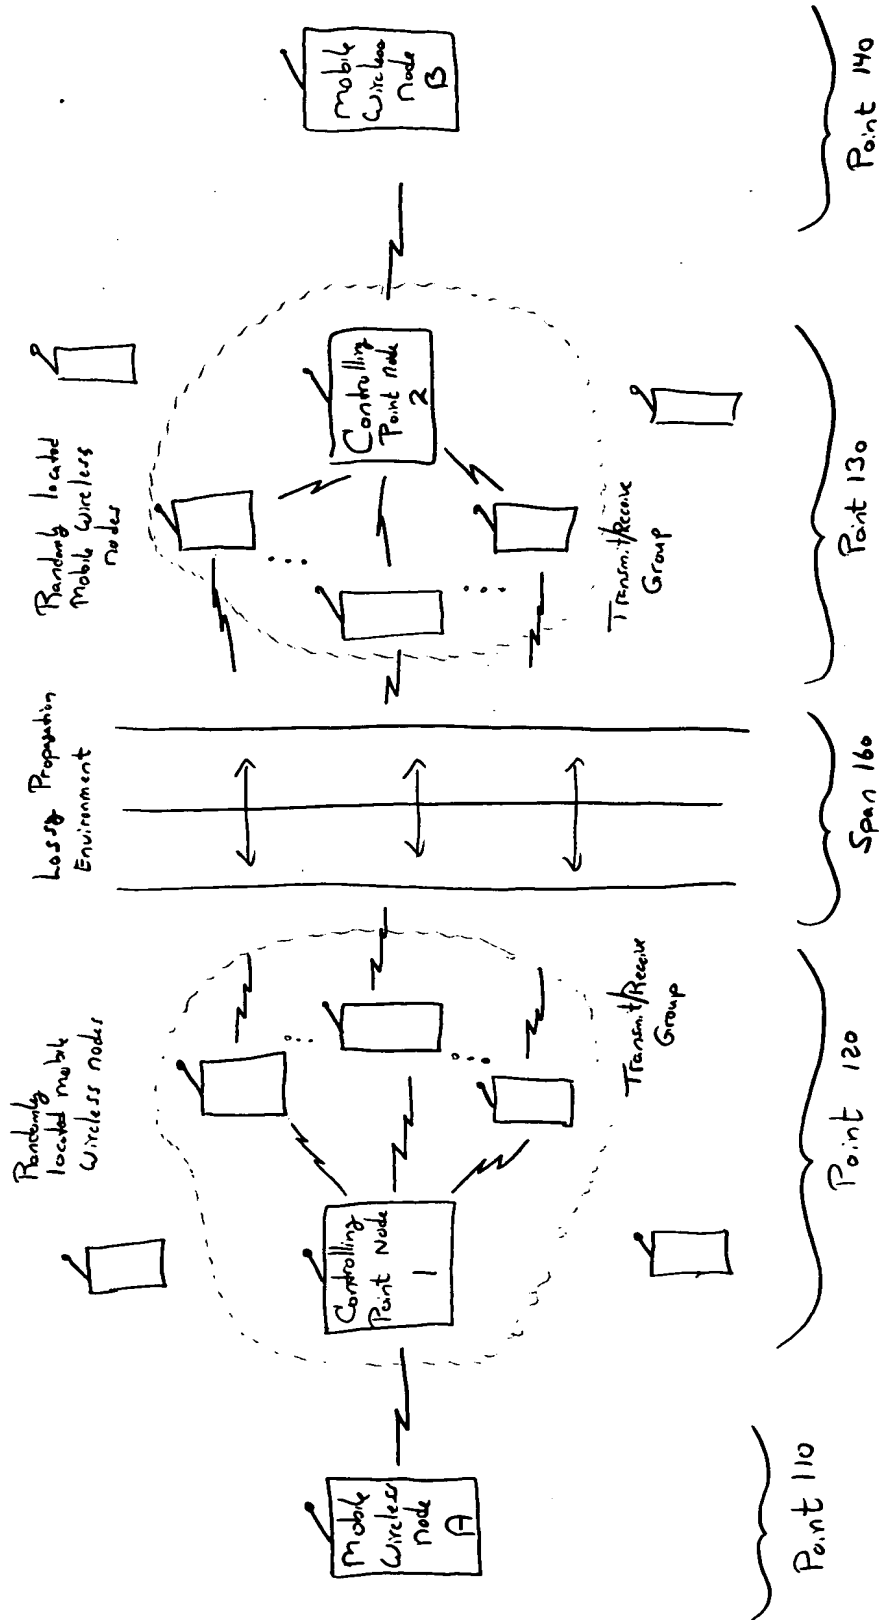 Randomly
located mobile
Wireless nodes
Lossy Propagation
Environment
Randomly located
Mobile Wireless
nodes
Mobile
Wireless
node
A
Controlling
Point Node
1
Controlling
Point Node
2
Mobile
Wireless
node
B
Transmit/Receive
Group
Transmit/Receive
Group
Point 110
Point 120
Span 160
Point 130
Point 140